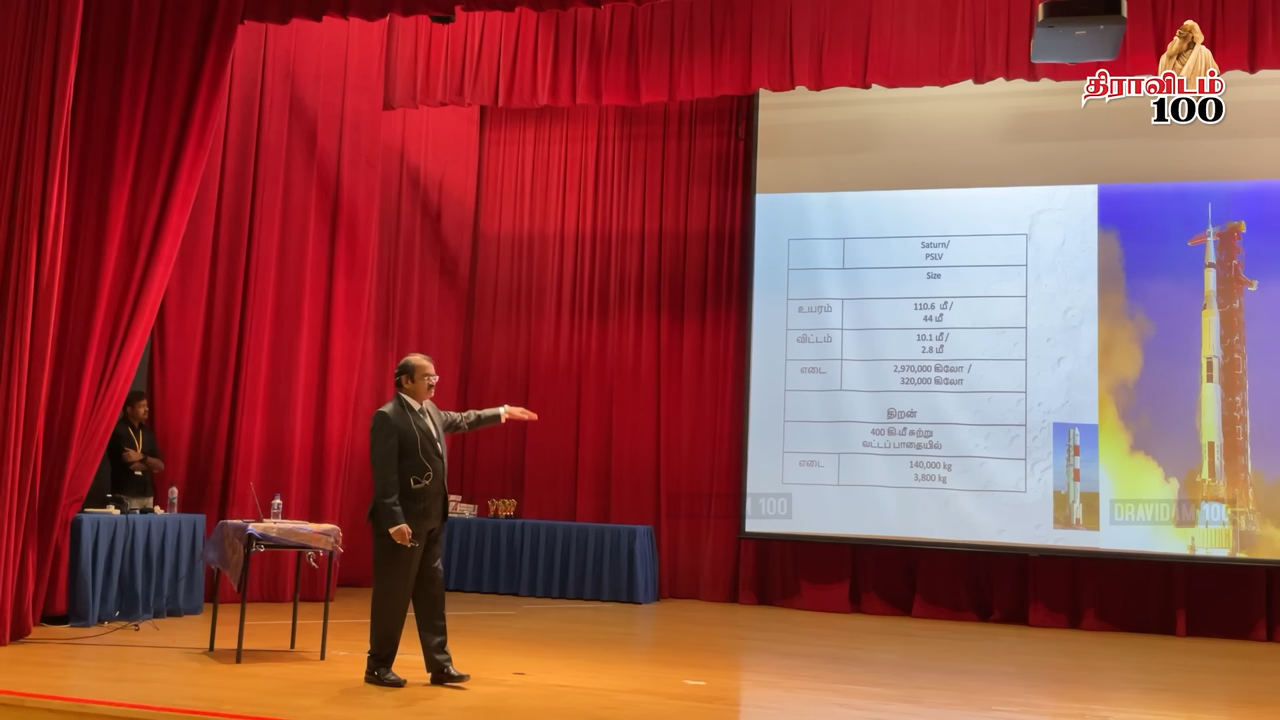 திராவிடம்
100
Saturn/
PSLV
Size
உயரம் 110.6 மீ /
44 மீ
விட்டம் 10.1 மீ /
2.8 மீ
எடை 2,970,000 கிலோ /
320,000 கிலோ
திறன்
400 கி.மீ சுற்று
வட்டப் பாதையில்
எடை 140,000 kg
3,800 kg
DRAVIDAM 100